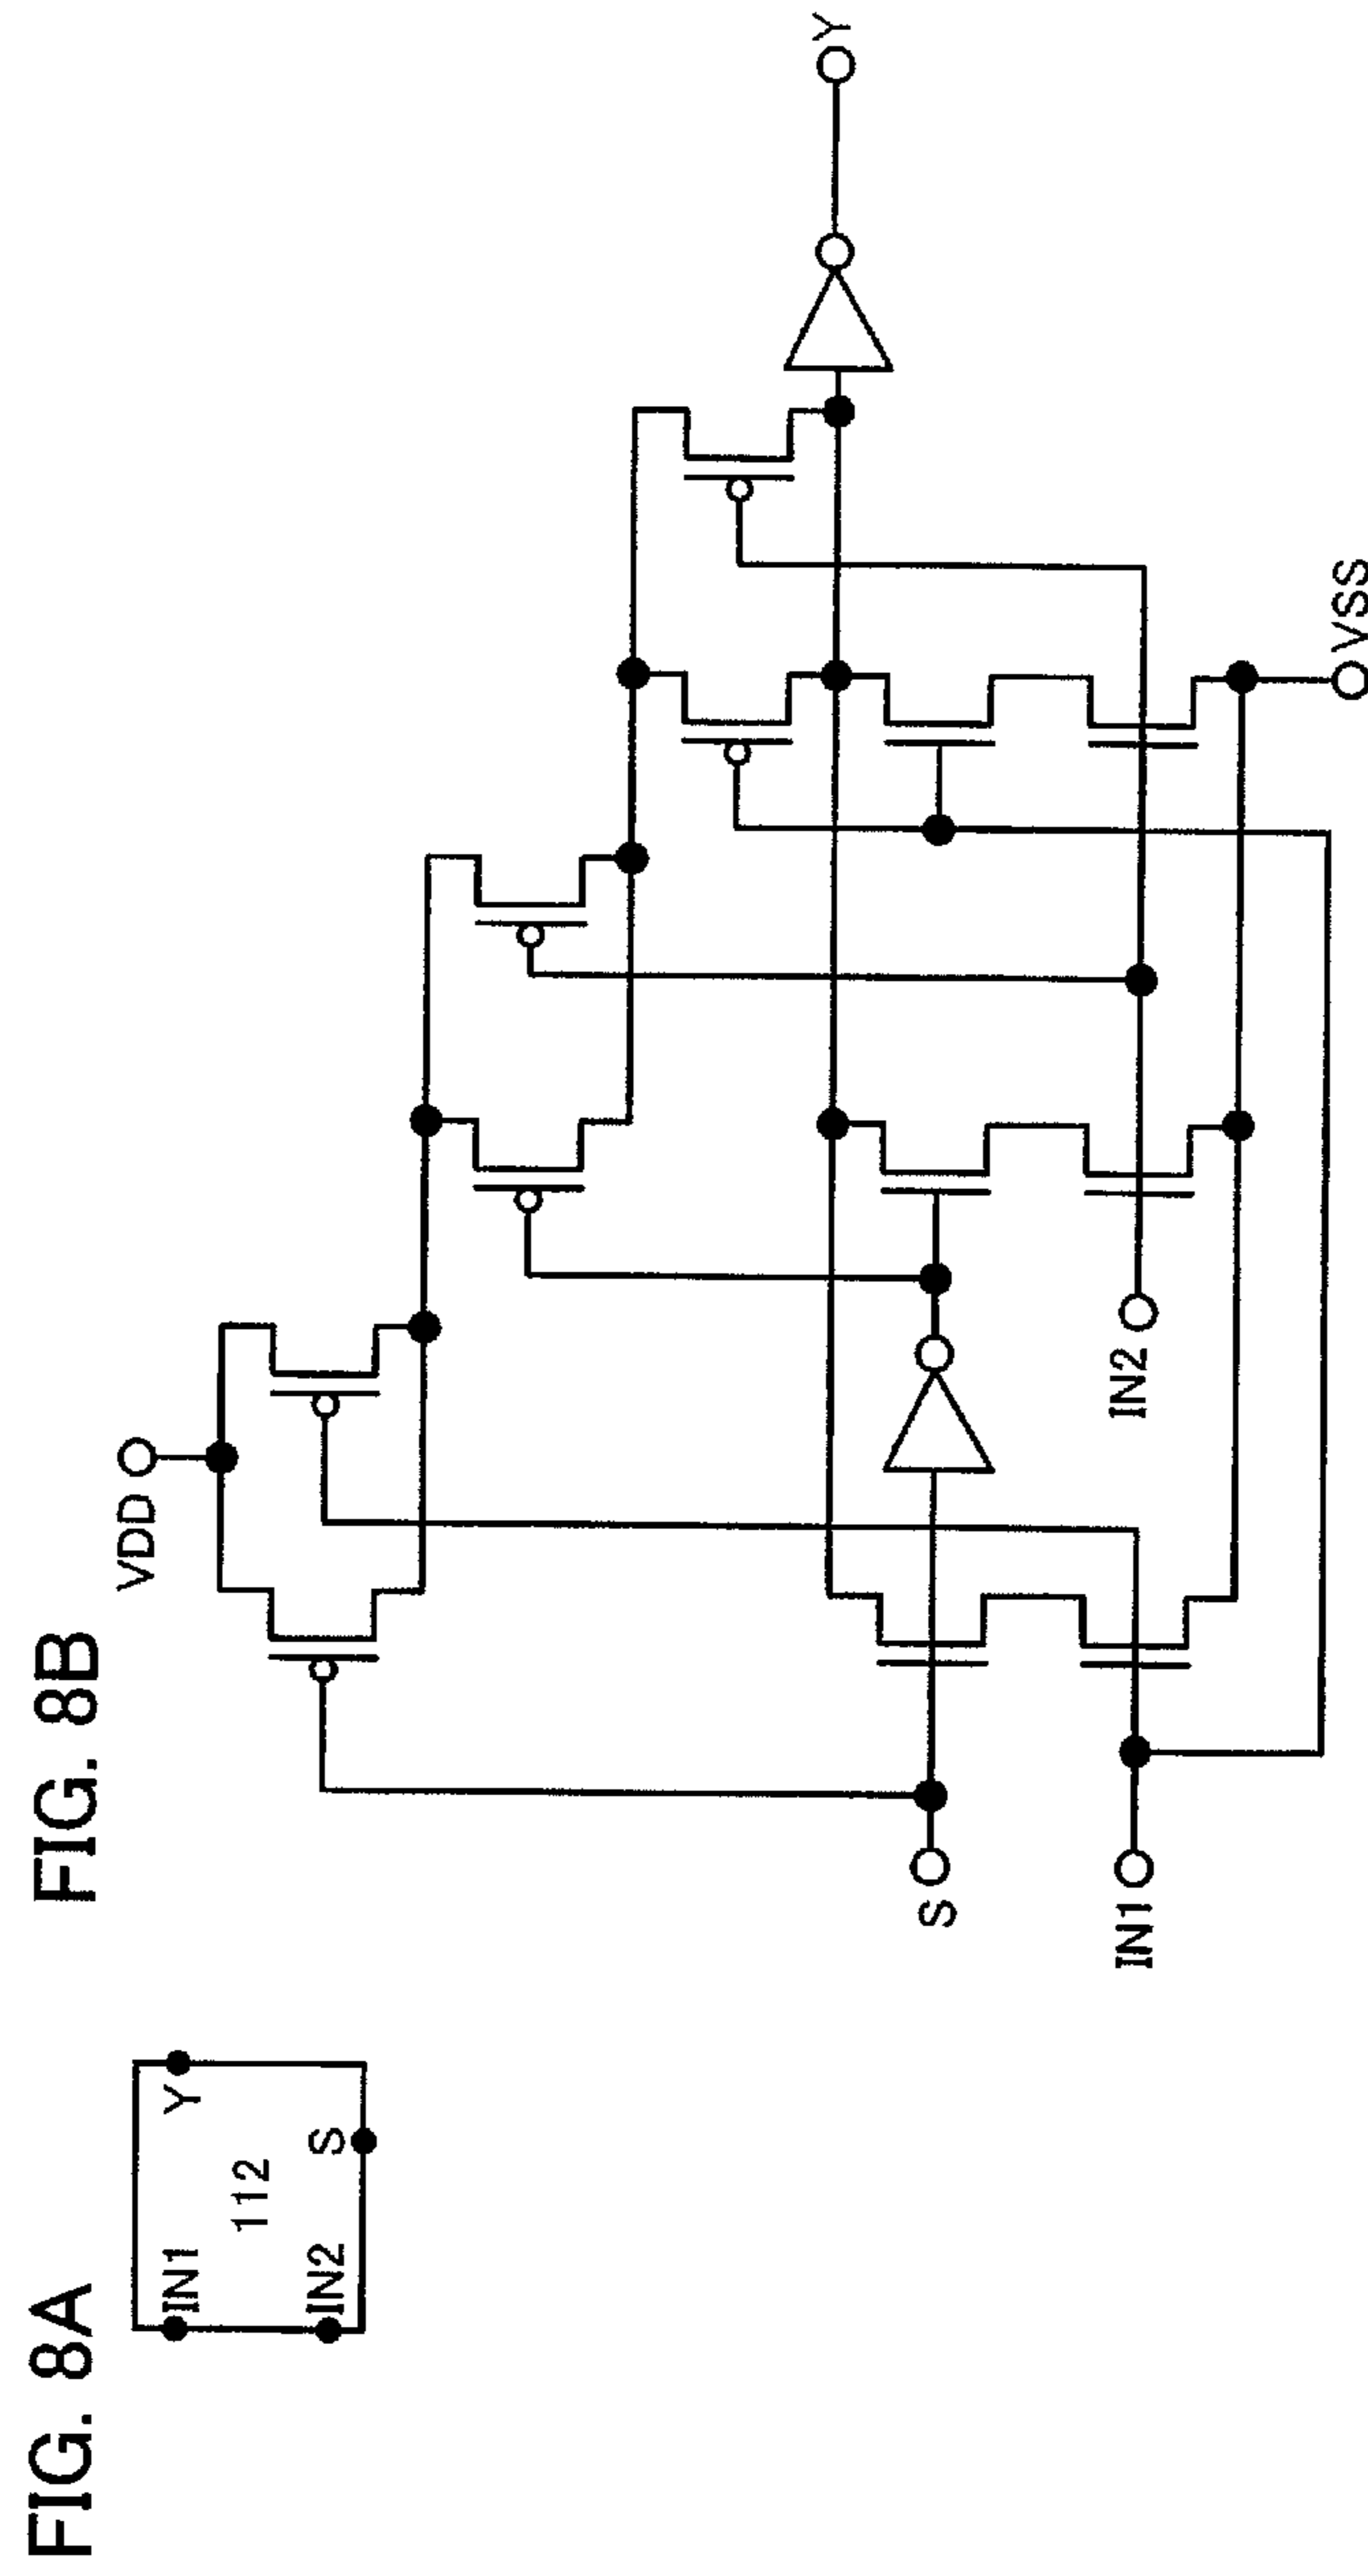 FIG. 8A
IN1
Y
112
IN2
S
FIG. 8B
VDD
S
IN1
IN2
VSS
Y